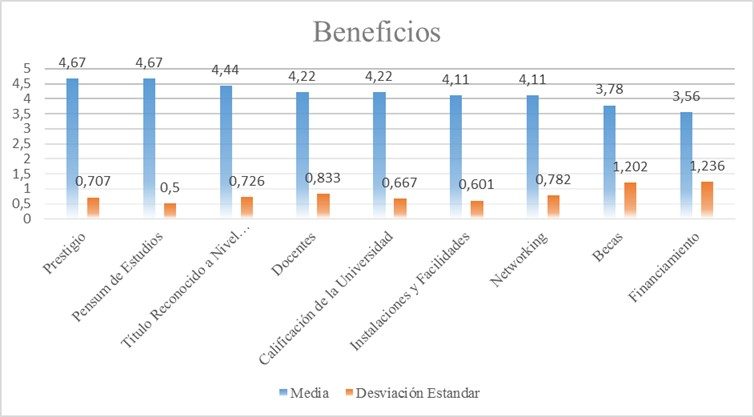 Beneficios
5
4,5
4
3,5
3
2,5
2
1,5
1
0,5
0
4,67
4,67
4,44
4,22
4,22
4,11
4,11
3,78
3,56
0,707
0,5
0,726
0,833
0,667
0,601
0,782
1,202
1,236
Prestigio
Pensum de Estudios
Titulo Reconocido a Nivel…
Docentes
Calificación de la Universidad
Instalaciones y Facilidades
Networking
Becas
Financiamiento
Media
Desviación Estandar